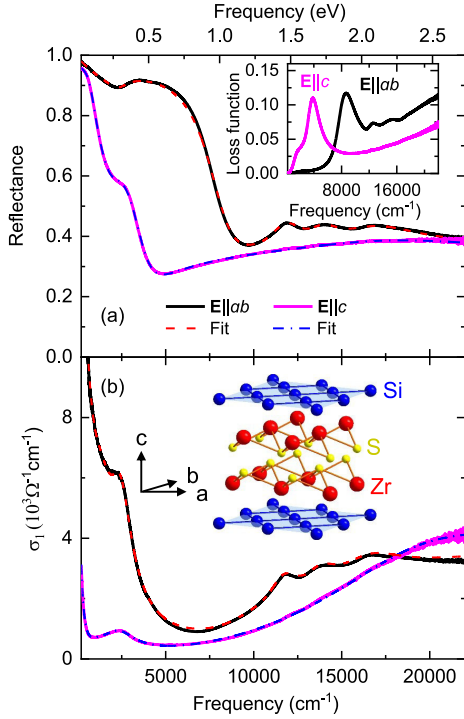 Frequency (eV)
0.5 1.0 1.5 2.0 2.5
1.0
0.8
0.6
0.4
0.2
0.0
Reflectance
0.15
0.10
0.05
0.00
Loss function
E||c
E||ab
8000 16000
Frequency (cm⁻¹)
(a)
E||ab E||c
Fit Fit
(b)
Si
S
Zr
c
b
a
8
4
0
σ₁ (10³Ω⁻¹cm⁻¹)
5000 10000 15000 20000
Frequency (cm⁻¹)